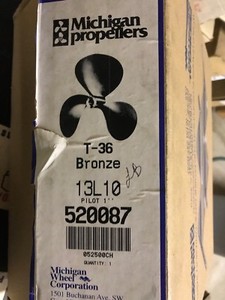 Michigan
propellers
T-36
Bronze
13L10
PILOT 1"
520087
052500CH
QUANTITY: 1
Michigan
Wheel
Corporation
1501 Buchanan Ave. SW